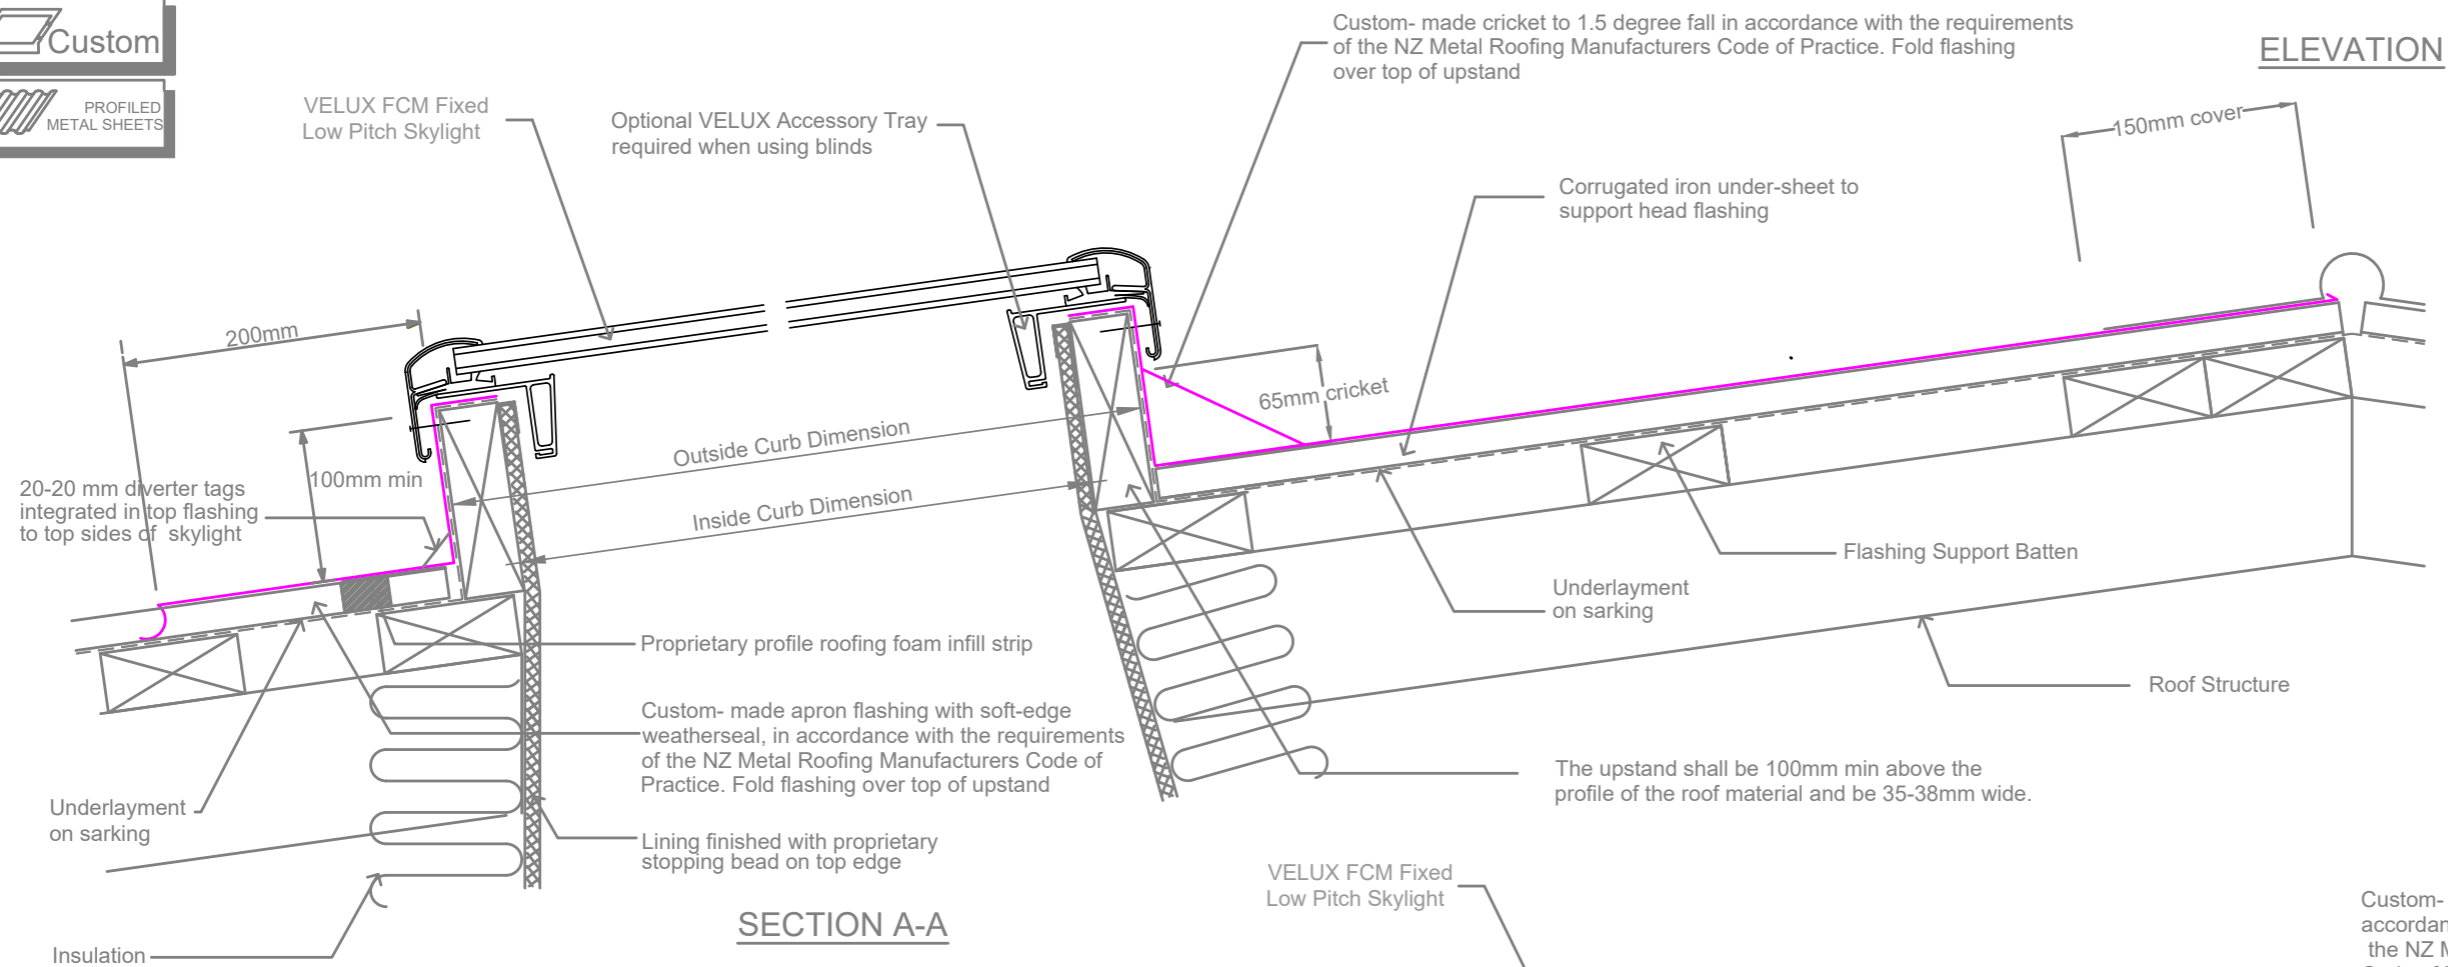 Custom
PROFILED
METAL SHEETS
VELUX FCM Fixed
Low Pitch Skylight
Optional VELUX Accessory Tray
required when using blinds
Custom- made cricket to 1.5 degree fall in accordance with the requirements
of the NZ Metal Roofing Manufacturers Code of Practice. Fold flashing
over top of upstand
ELEVATION
150mm cover
Corrugated iron under-sheet to
support head flashing
200mm
65mm cricket
Outside Curb Dimension
Inside Curb Dimension
100mm min
20-20 mm diverter tags
integrated in top flashing
to top sides of skylight
Flashing Support Batten
Underlayment
on sarking
Proprietary profile roofing foam infill strip
Roof Structure
Custom- made apron flashing with soft-edge
weatherseal, in accordance with the requirements
of the NZ Metal Roofing Manufacturers Code of
Practice. Fold flashing over top of upstand
The upstand shall be 100mm min above the
profile of the roof material and be 35-38mm wide.
Underlayment
on sarking
Lining finished with proprietary
stopping bead on top edge
VELUX FCM Fixed
Low Pitch Skylight
SECTION A-A
Insulation
Custom-
accordan
the NZ M